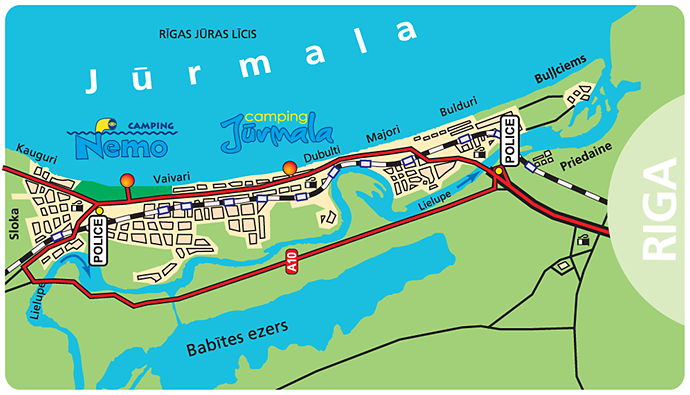 RĪGAS JŪRAS LĪCIS
Jūrmala
CAMPING
Nemo
camping
Jūrmala
Kauguri
Vaivari
Dubulti
Majori
Bulduri
Buļļciems
Priedaine
POLICE
RIGA
Sloka
POLICE
Lielupe
A10
Lielupe
Babītes ezers